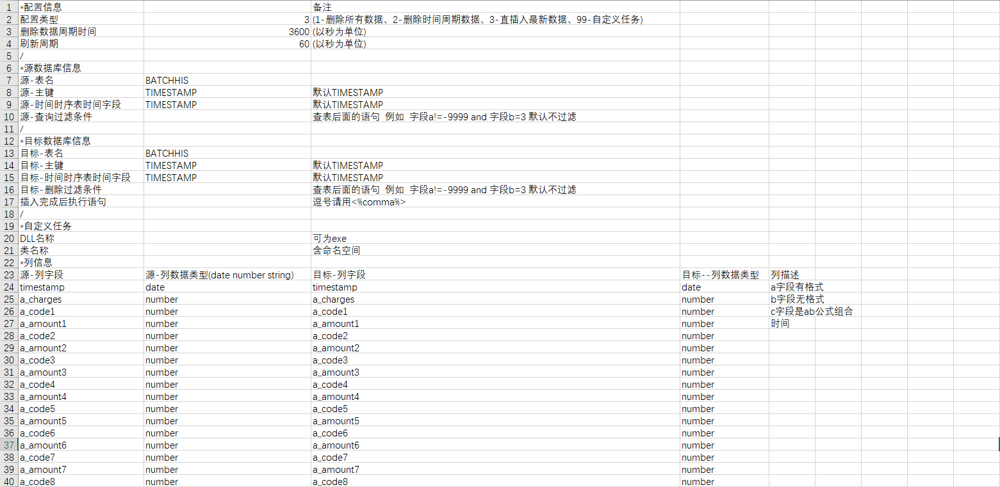 1 *配置信息 备注
2 配置类型 3 (1-删除所有数据、2-删除时间周期数据、3-直插入最新数据、99-自定义任务)
3 删除数据周期时间 3600 (以秒为单位)
4 刷新周期 60 (以秒为单位)
5 /
6 *源数据库信息
7 源-表名 BATCHHIS
8 源-主键 TIMESTAMP 默认TIMESTAMP
9 源-时间时序表时间字段 TIMESTAMP 默认TIMESTAMP
10 源-查询过滤条件 查表后面的语句 例如 字段a!=-9999 and 字段b=3 默认不过滤
11 /
12 *目标数据库信息
13 目标-表名 BATCHHIS
14 目标-主键 TIMESTAMP 默认TIMESTAMP
15 目标-时间时序表时间字段 TIMESTAMP 默认TIMESTAMP
16 目标-删除过滤条件 查表后面的语句 例如 字段a!=-9999 and 字段b=3 默认不过滤
17 插入完成后执行语句 逗号请用<%comma%>
18 /
19 *自定义任务
20 DLL名称 可为exe
21 类名称 含命名空间
22 *列信息
23 源-列字段 源-列数据类型(date number string) 目标-列字段 目标--列数据类型 列描述
24 timestamp date timestamp date a字段有格式
25 a_charges number a_charges number b字段无格式
26 a_code1 number a_code1 number c字段是ab公式组合
27 a_amount1 number a_amount1 number 时间
28 a_code2 number a_code2 number
29 a_amount2 number a_amount2 number
30 a_code3 number a_code3 number
31 a_amount3 number a_amount3 number
32 a_code4 number a_code4 number
33 a_amount4 number a_amount4 number
34 a_code5 number a_code5 number
35 a_amount5 number a_amount5 number
36 a_code6 number a_code6 number
37 a_amount6 number a_amount6 number
38 a_code7 number a_code7 number
39 a_amount7 number a_amount7 number
40 a_code8 number a_code8 number